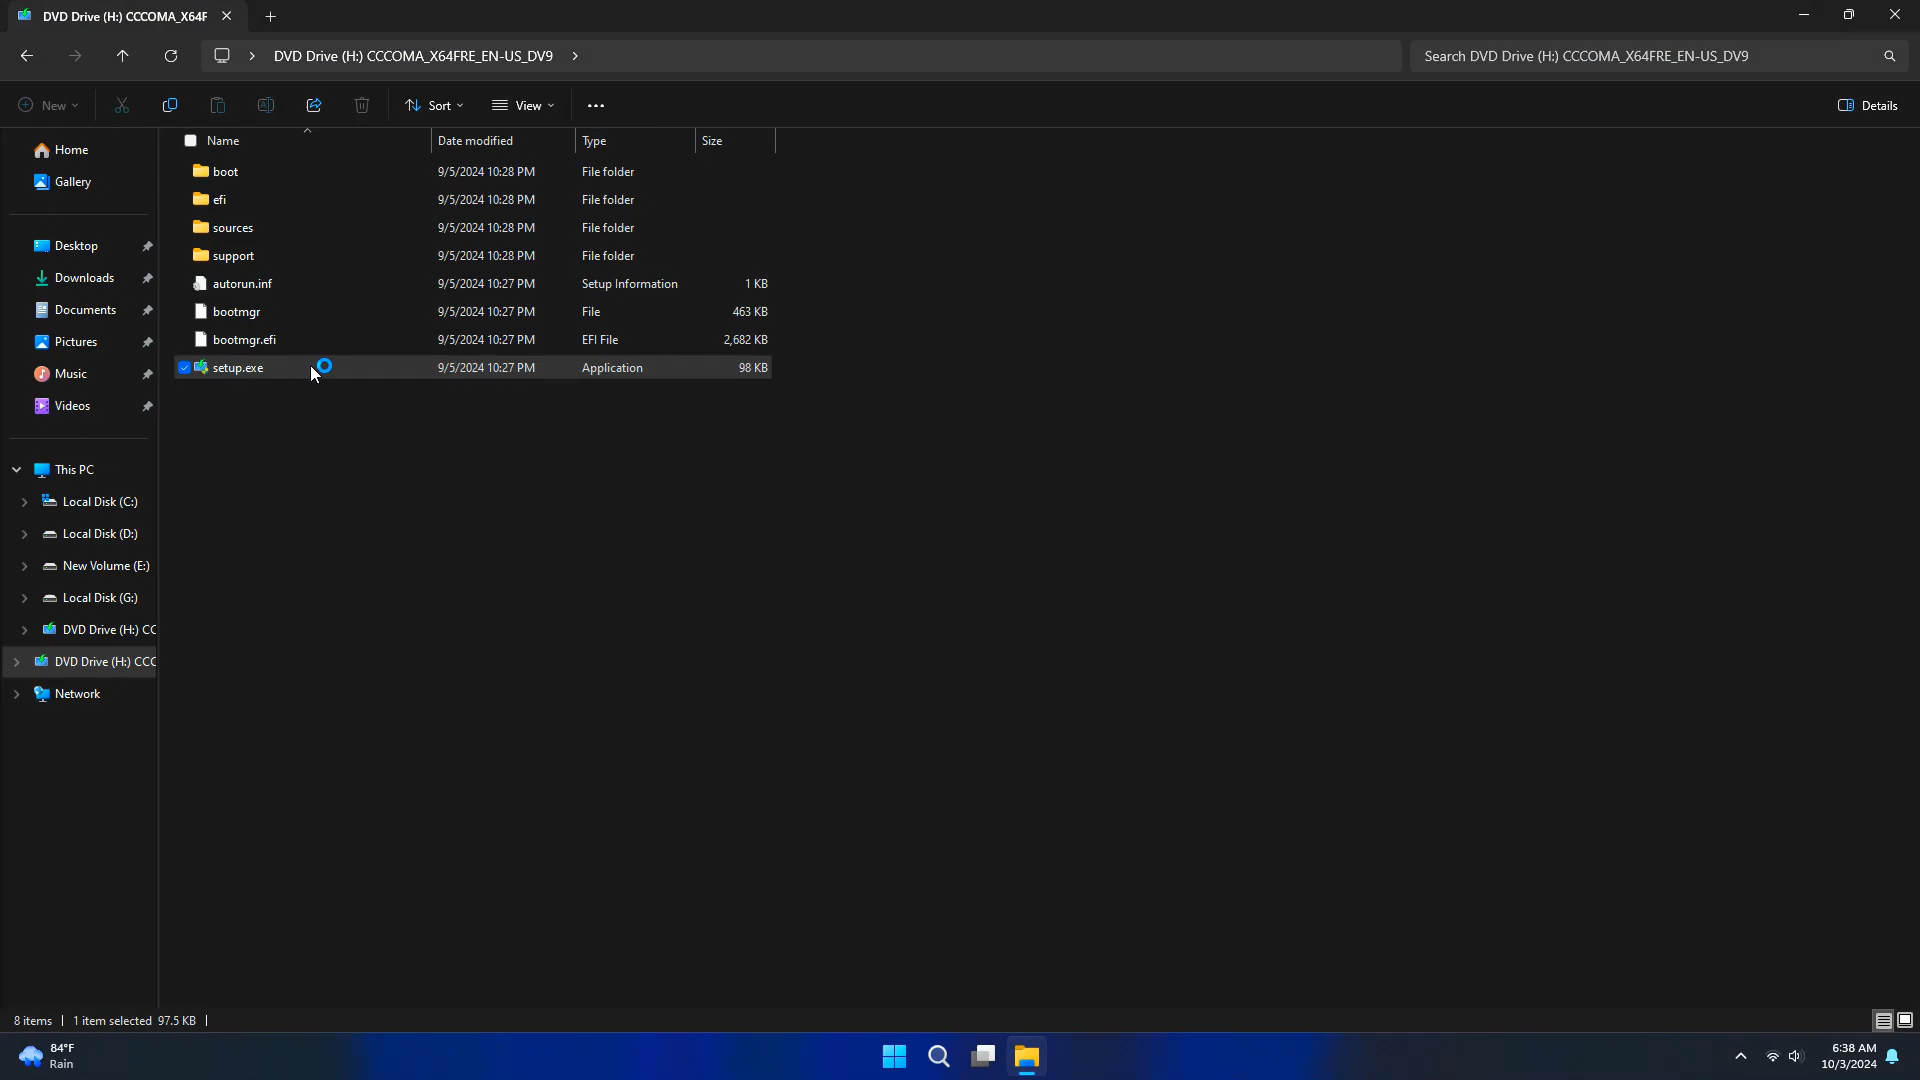 DVD Drive (H:) CCCOMA_X64F
DVD Drive (H:) CCCOMA_X64FRE_EN-US_DV9
Search DVD Drive (H:) CCCOMA_X64FRE_EN-US_DV9
New Sort View ... Details
Name Date modified Type Size
Home
Gallery
Desktop
Downloads
Documents
Pictures
Music
Videos
This PC
Local Disk (C:)
Local Disk (D:)
New Volume (E:)
Local Disk (G:)
DVD Drive (H:) CC
DVD Drive (H:) CCC
Network
boot 9/5/2024 10:28 PM File folder
efi 9/5/2024 10:28 PM File folder
sources 9/5/2024 10:28 PM File folder
support 9/5/2024 10:28 PM File folder
autorun.inf 9/5/2024 10:27 PM Setup Information 1 KB
bootmgr 9/5/2024 10:27 PM File 463 KB
bootmgr.efi 9/5/2024 10:27 PM EFI File 2,682 KB
setup.exe 9/5/2024 10:27 PM Application 98 KB
8 items | 1 item selected 97.5 KB |
84°F
Rain
6:38 AM
10/3/2024